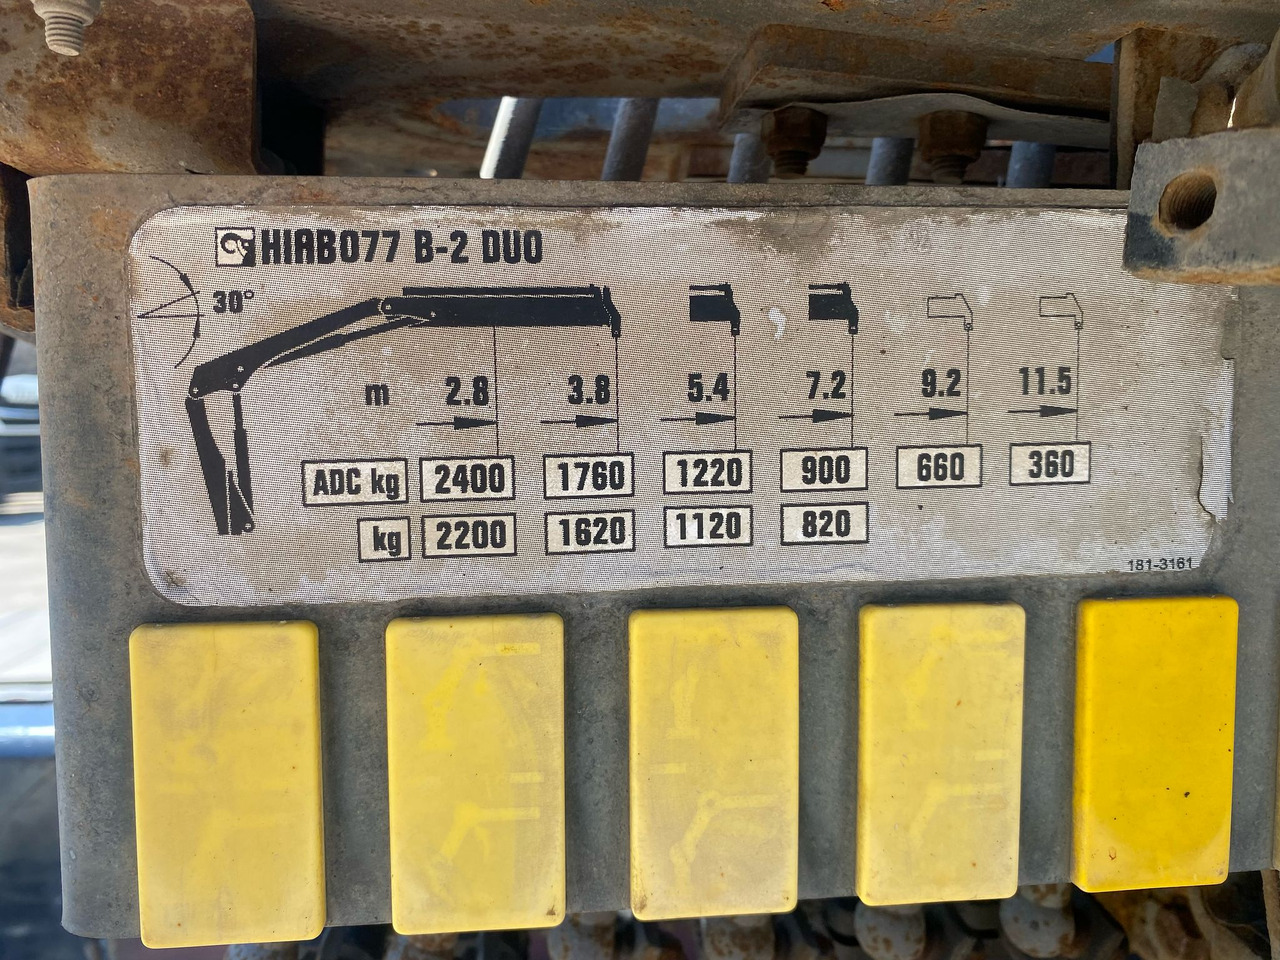 HIAB077 B-2 DUO
30°
m 2.8 3.8 5.4 7.2 9.2 11.5
ADC kg 2400 1760 1220 900 660 360
kg 2200 1620 1120 820
181-3161